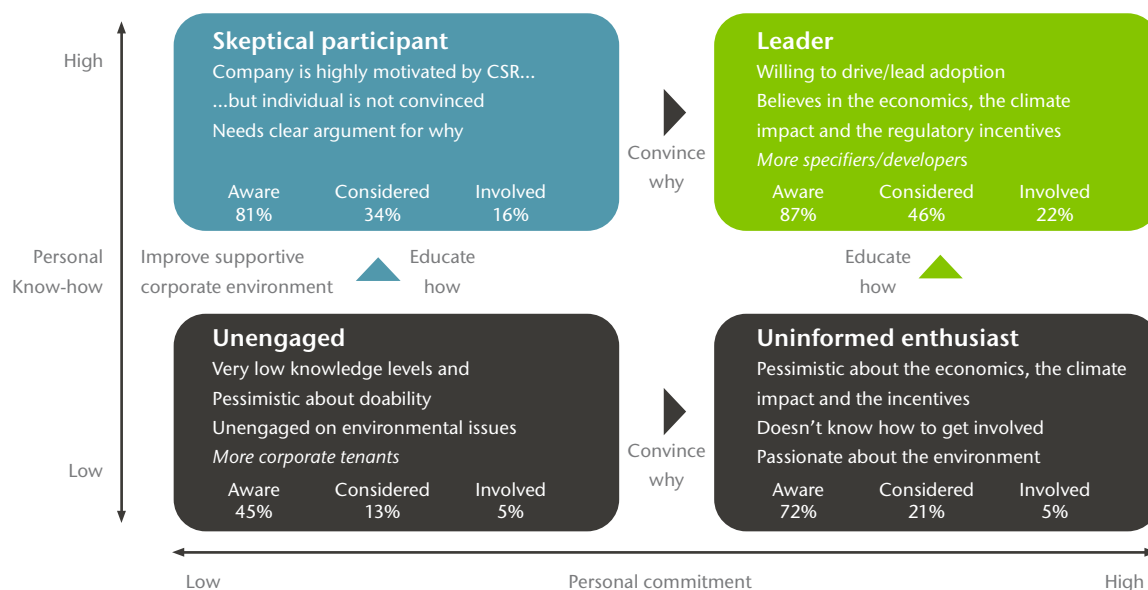 High
Skeptical participant
Company is highly motivated by CSR...
...but individual is not convinced
Needs clear argument for why
Aware Considered Involved
81% 34% 16%
Convince
why
Leader
Willing to drive/lead adoption
Believes in the economics, the climate
impact and the regulatory incentives
More specifiers/developers
Aware Considered Involved
87% 46% 22%
Personal
Know-how
Improve supportive
corporate environment
Educate
how
Educate
how
Unengaged
Very low knowledge levels and
Pessimistic about doability
Unengaged on environmental issues
More corporate tenants
Aware Considered Involved
45% 13% 5%
Convince
why
Uninformed enthusiast
Pessimistic about the economics, the climate
impact and the incentives
Doesn’t know how to get involved
Passionate about the environment
Aware Considered Involved
72% 21% 5%
Low
Low Personal commitment High